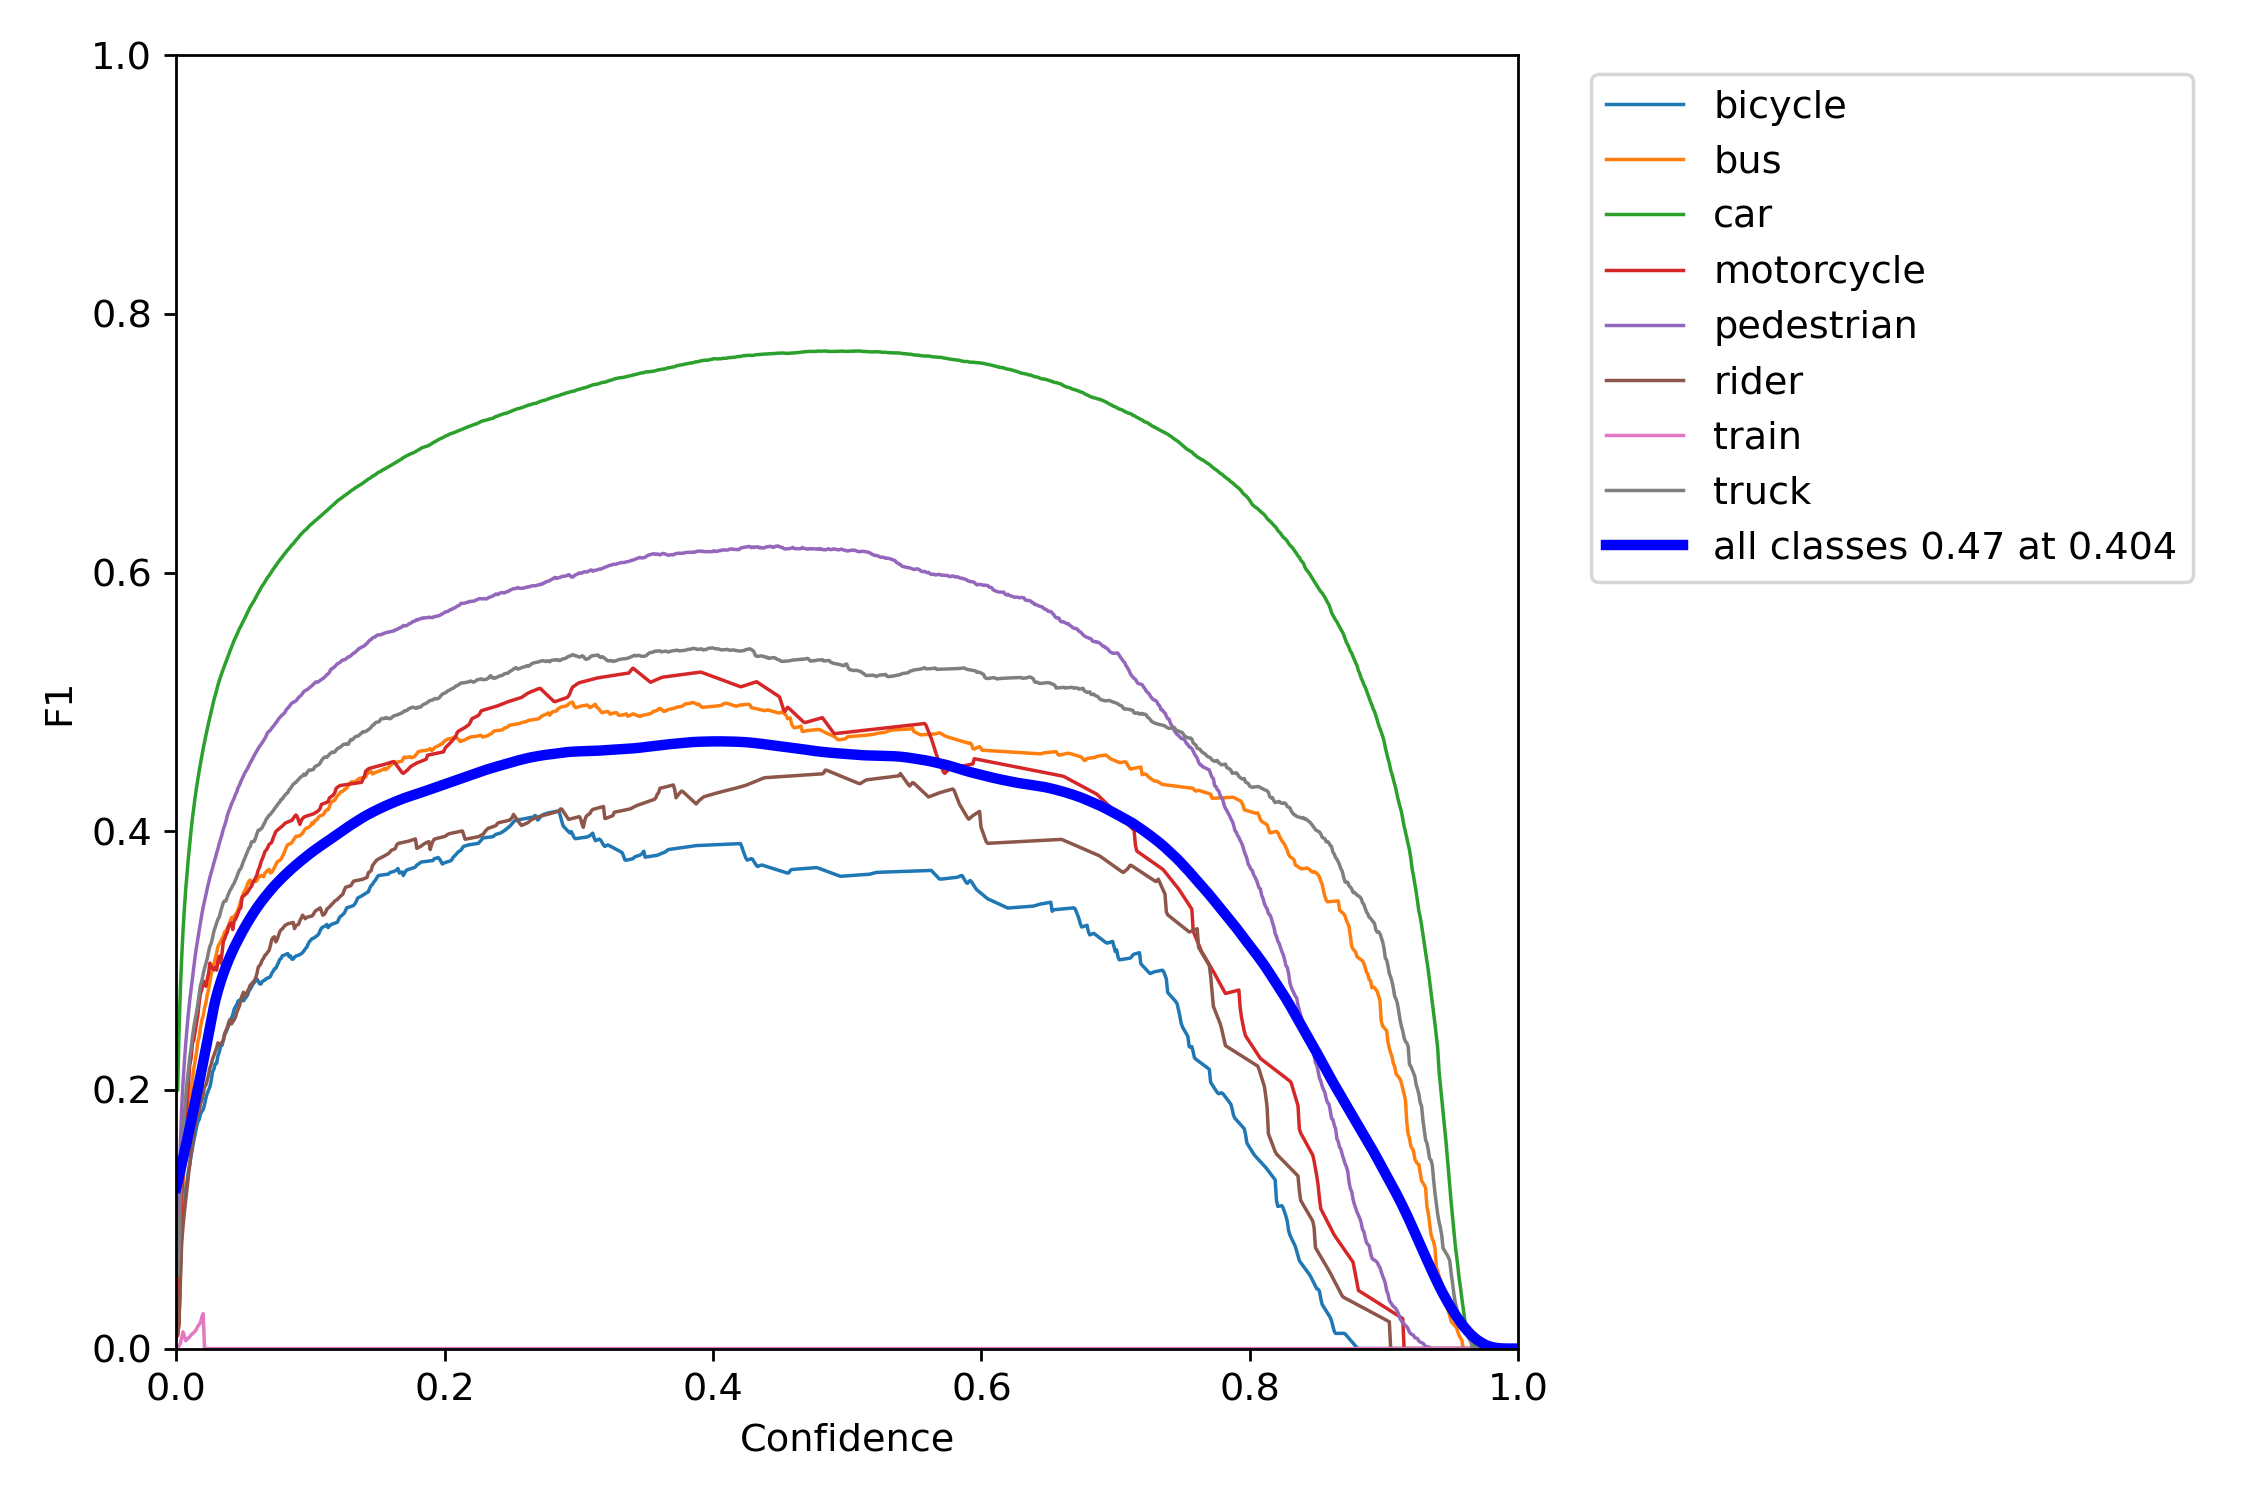 1.0
0.8
0.6
0.4
0.2
0.0
F1
0.0 0.2 0.4 0.6 0.8 1.0
Confidence
bicycle
bus
car
motorcycle
pedestrian
rider
train
truck
all classes 0.47 at 0.404